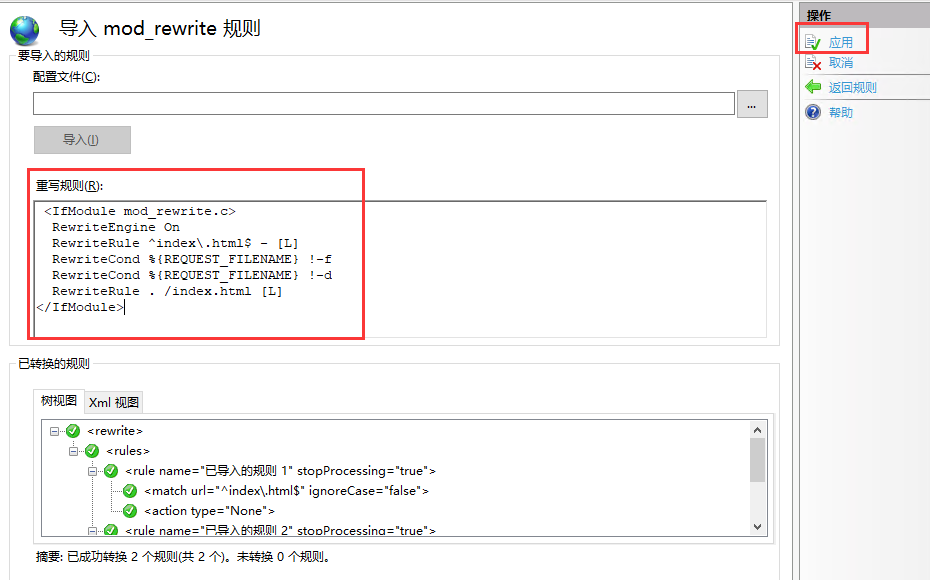 导入 mod_rewrite 规则
要导入的规则
配置文件(C):
...
导入(I)
重写规则(R):
<IfModule mod_rewrite.c>
RewriteEngine On
RewriteRule ^index\.html$ - [L]
RewriteCond %{REQUEST_FILENAME} !-f
RewriteCond %{REQUEST_FILENAME} !-d
RewriteRule . /index.html [L]
</IfModule>
已转换的规则
树视图
Xml 视图
<rewrite>
<rules>
<rule name="已导入的规则 1" stopProcessing="true">
<match url="^index\.html$" ignoreCase="false">
<action type="None">
<rule name="已导入的规则 2" stopProcessing="true">
摘要: 已成功转换 2 个规则(共 2 个)。未转换 0 个规则。
操作
应用
取消
返回规则
帮助